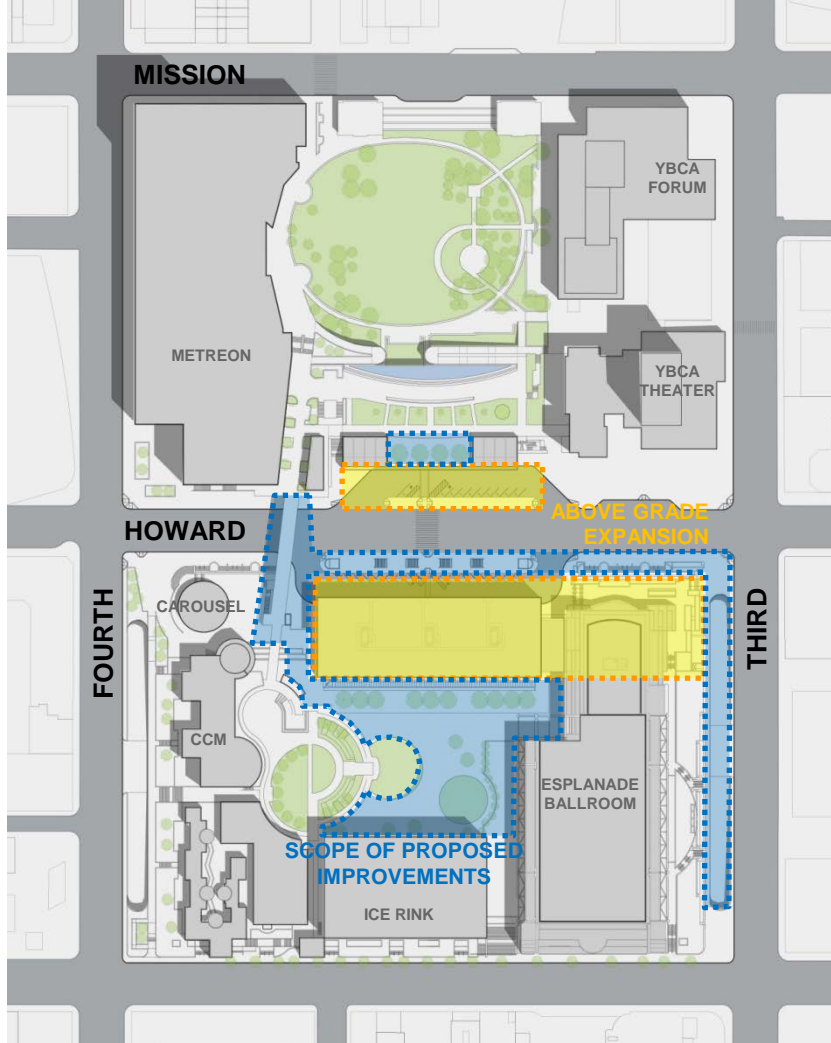 MISSION
YBCA
FORUM
METREON
YBCA
THEATER
ABOVE GRADE
EXPANSION
HOWARD
CAROUSEL
FOURTH
THIRD
CCM
ESPLANADE
BALLROOM
SCOPE OF PROPOSED
IMPROVEMENTS
ICE RINK